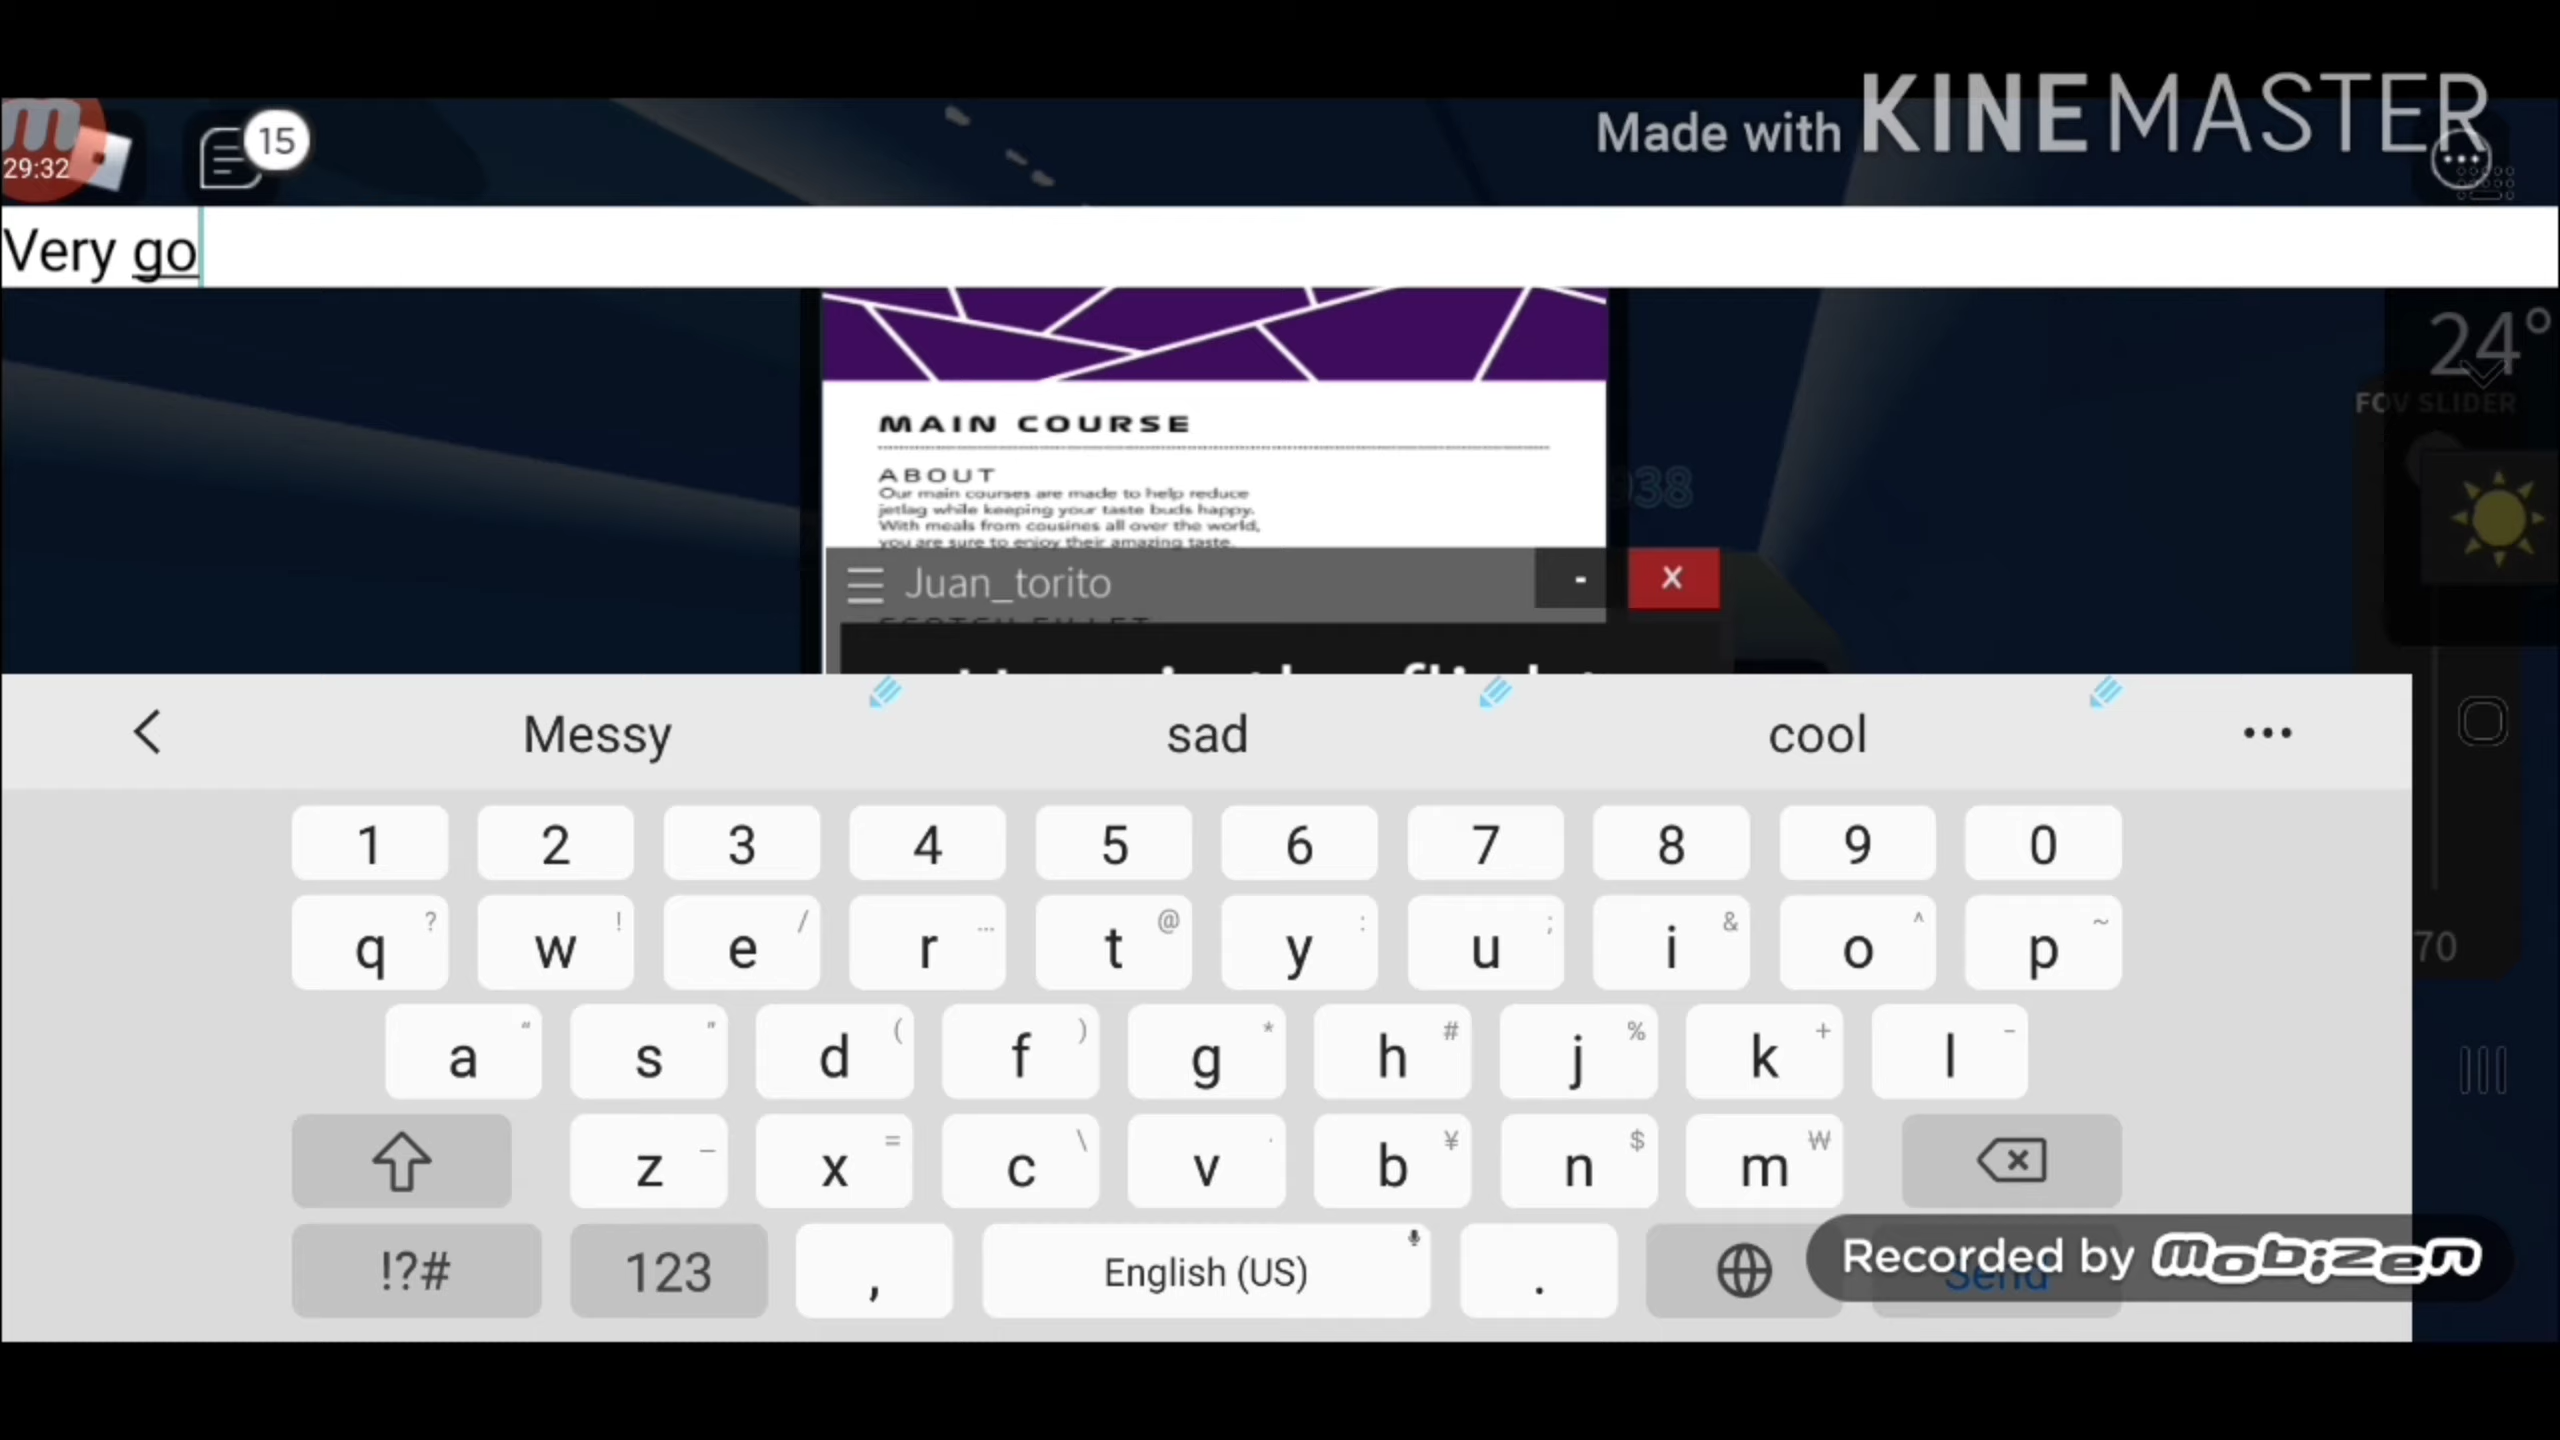 Made with KINEMASTER
15
29:32
Very go
24°
FOV SLIDER
MAIN COURSE
ABOUT
Our main courses are made to help reduce
jetlag while keeping your taste buds happy.
With meals from cousines all over the world,
you are sure to enjoy their amazing taste.
938
Juan_torito
- X
Messy sad cool ...
1 2 3 4 5 6 7 8 9 0
q ? w ! e / r ... t @ y : u ; i & o ^ p ~
70
a “ s ” d ( f ) g * h # j % k + l -
z _ x = c \ v · b ¥ n $ m ₩
!?# 123 , English (US) .
Send
Recorded by mobizen